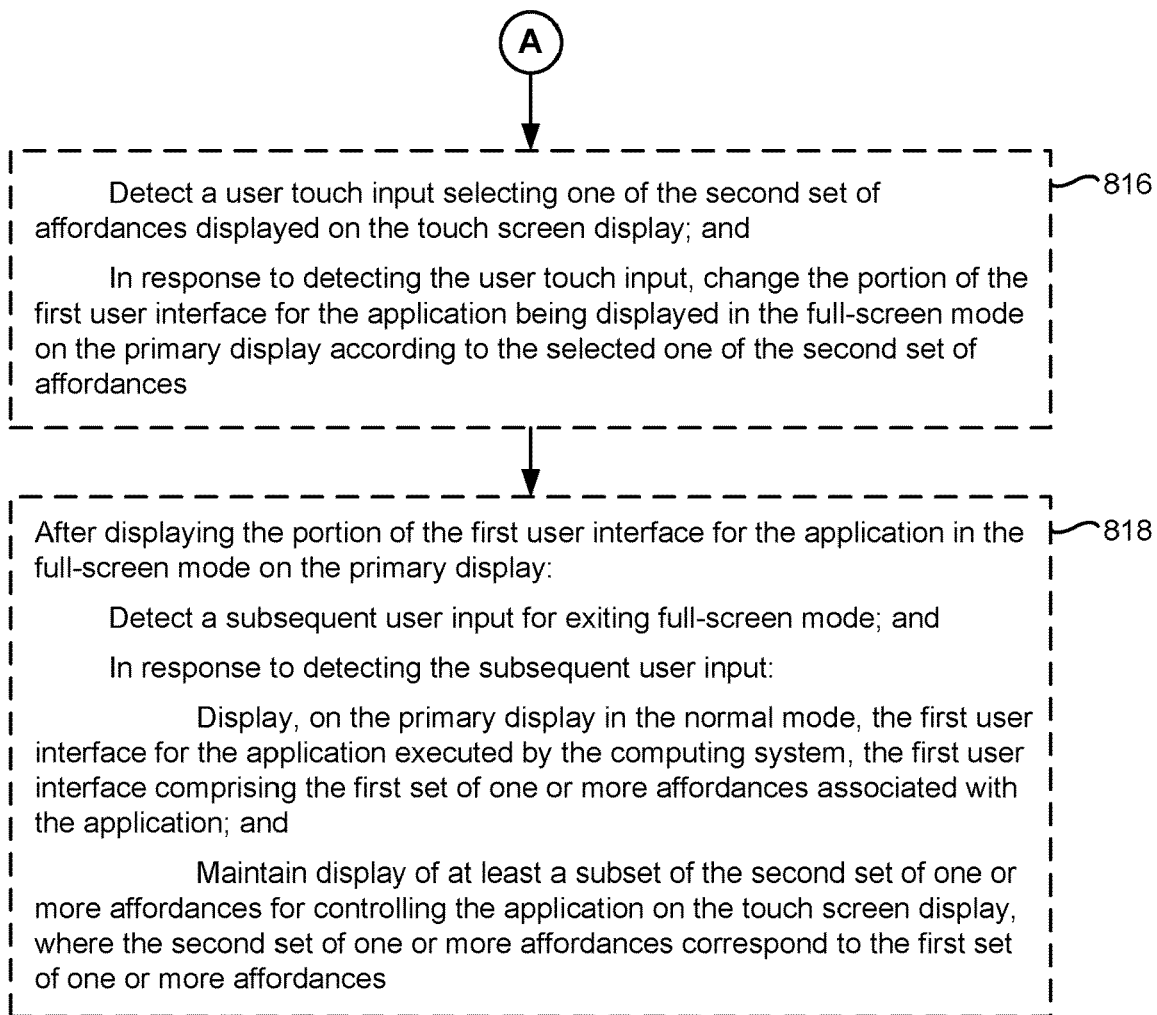 A
Detect a user touch input selecting one of the second set of
affordances displayed on the touch screen display; and
816
In response to detecting the user touch input, change the portion of the
first user interface for the application being displayed in the full-screen mode
on the primary display according to the selected one of the second set of
affordances
After displaying the portion of the first user interface for the application in the
full-screen mode on the primary display:
818
Detect a subsequent user input for exiting full-screen mode; and
In response to detecting the subsequent user input:
Display, on the primary display in the normal mode, the first user
interface for the application executed by the computing system, the first user
interface comprising the first set of one or more affordances associated with
the application; and
Maintain display of at least a subset of the second set of one or
more affordances for controlling the application on the touch screen display,
where the second set of one or more affordances correspond to the first set
of one or more affordances